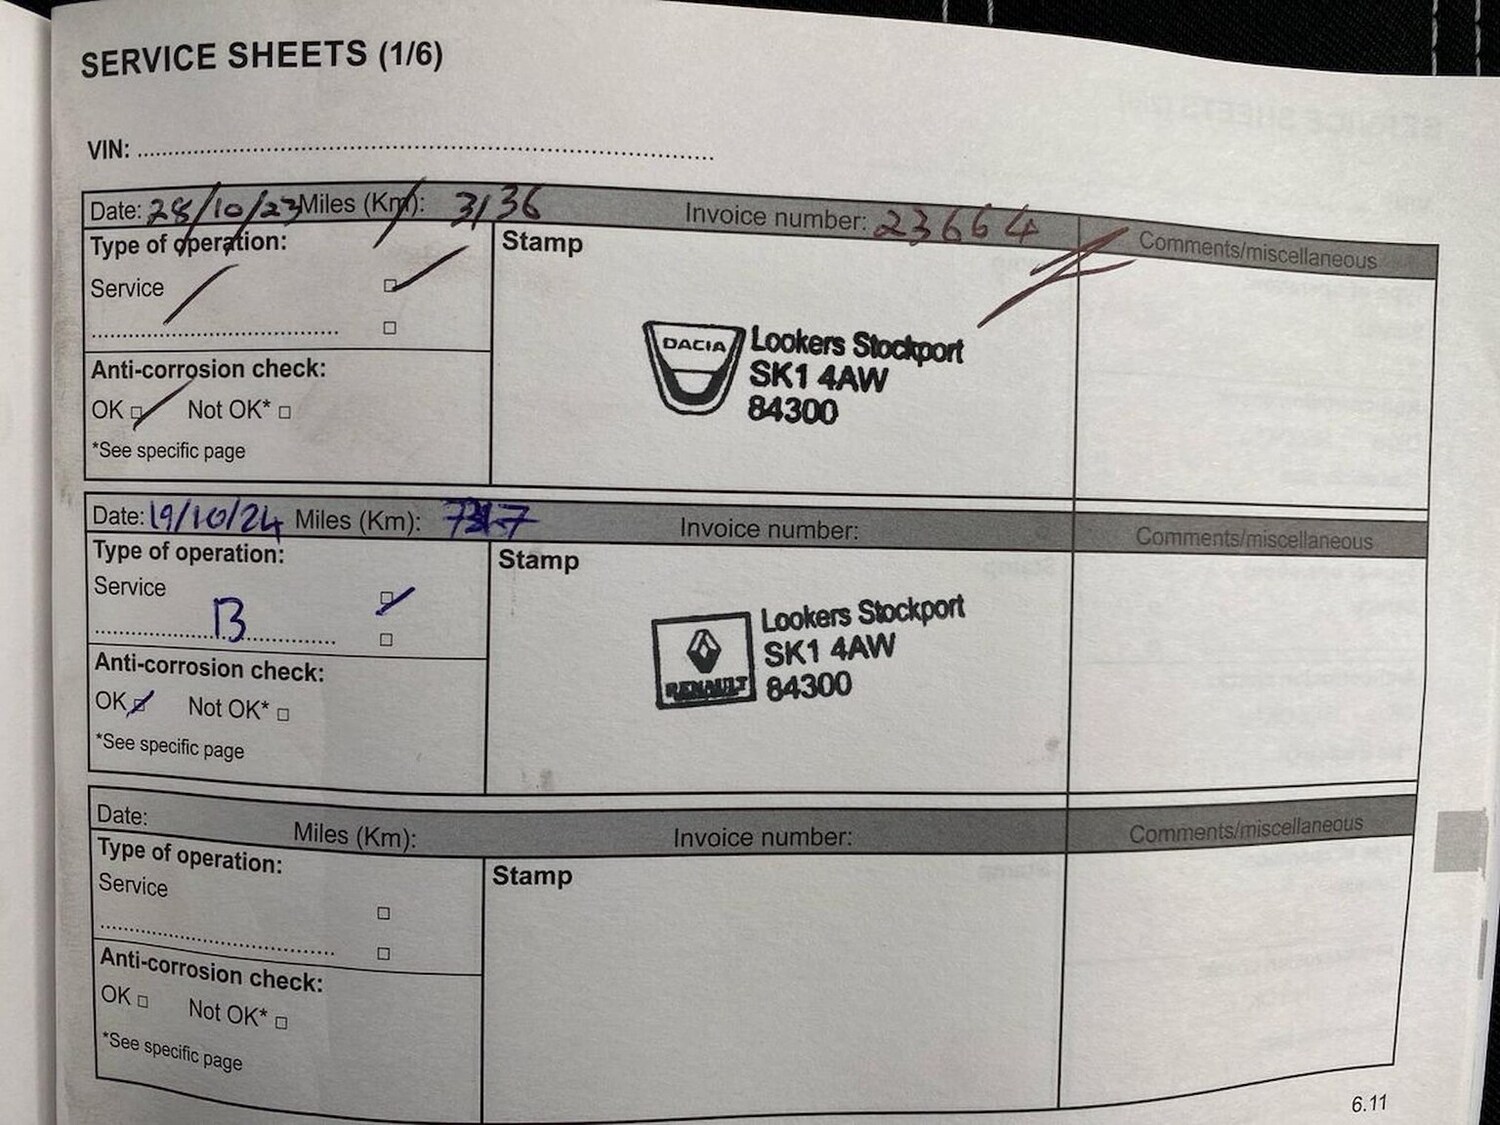 SERVICE SHEETS (1/6)
VIN: ..........
Date: 28/10/23 Miles (Km): 3136 Invoice number: 23664 Comments/miscellaneous
Type of operation: Stamp
Service
DACIA Lookers Stockport
SK1 4AW
84300
Anti-corrosion check:
OK Not OK*
*See specific page
Date: 19/10/24 Miles (Km): Invoice number: Comments/miscellaneous
Type of operation: Stamp
Service
B
RENAULT Lookers Stockport
SK1 4AW
84300
Anti-corrosion check:
OK Not OK*
*See specific page
Date: Miles (Km): Invoice number: Comments/miscellaneous
Type of operation: Stamp
Service
Anti-corrosion check:
OK Not OK*
*See specific page
6.11